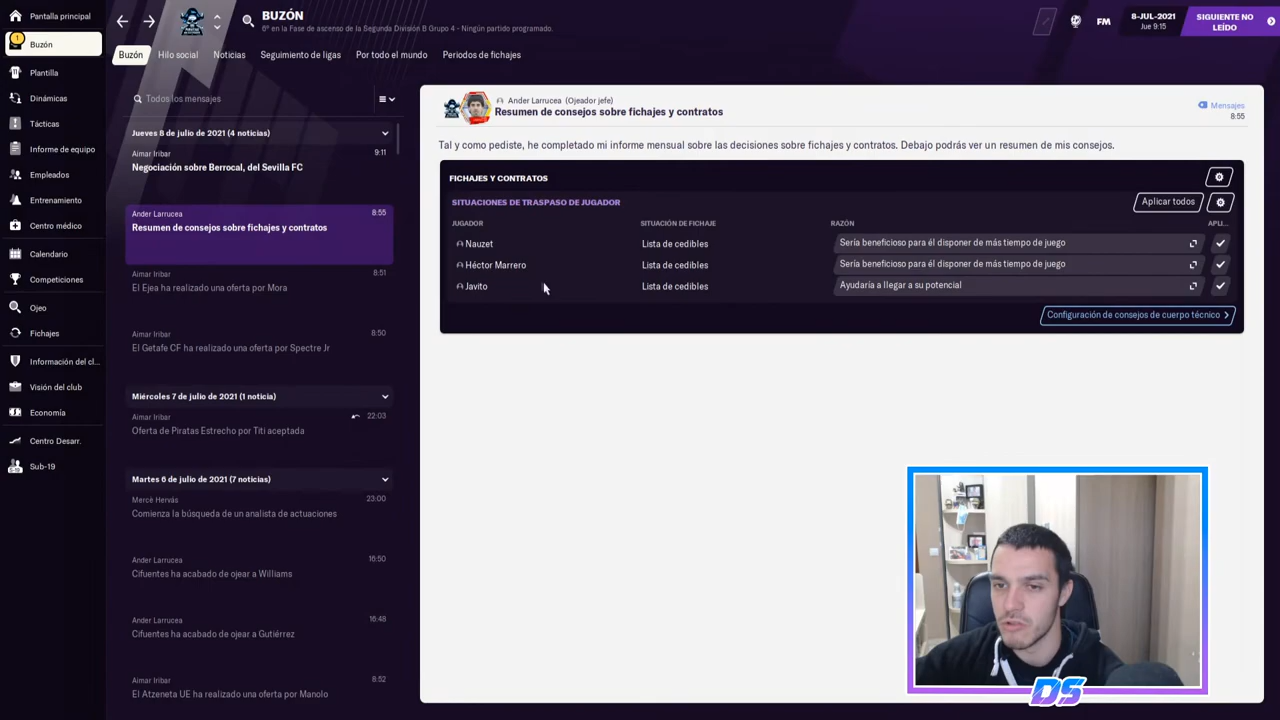 Pantalla principal
1
Buzón
Plantilla
Dinámicas
Tácticas
Informe de equipo
Empleados
Entrenamiento
Centro médico
Calendario
Competiciones
Ojeo
Fichajes
Información del cl...
Visión del club
Economía
Centro Desarr.
Sub-19
BUZÓN
6º en la Fase de ascenso de la Segunda División B Grupo 4 - Ningún partido programado.
FM
8-JUL-2021
Jue 9:15
SIGUIENTE NO LEÍDO
Buzón
Hilo social
Noticias
Seguimiento de ligas
Por todo el mundo
Periodos de fichajes
Todos los mensajes
Jueves 8 de julio de 2021 (4 noticias)
Aimar Iribar 9:11
Negociación sobre Berrocal, del Sevilla FC
Ander Larrucea 8:55
Resumen de consejos sobre fichajes y contratos
Aimar Iribar 8:51
El Ejea ha realizado una oferta por Mora
Aimar Iribar 8:50
El Getafe CF ha realizado una oferta por Spectre Jr
Miércoles 7 de julio de 2021 (1 noticia)
Aimar Iribar 22:03
Oferta de Piratas Estrecho por Titi aceptada
Martes 6 de julio de 2021 (7 noticias)
Mercè Hervás 23:00
Comienza la búsqueda de un analista de actuaciones
Ander Larrucea 16:50
Cifuentes ha acabado de ojear a Williams
Ander Larrucea 16:48
Cifuentes ha acabado de ojear a Gutiérrez
Aimar Iribar 8:52
El Atzeneta UE ha realizado una oferta por Manolo
Ander Larrucea (Ojeador jefe)
Resumen de consejos sobre fichajes y contratos
Mensajes
8:55
Tal y como pediste, he completado mi informe mensual sobre las decisiones sobre fichajes y contratos. Debajo podrás ver un resumen de mis consejos.
FICHAJES Y CONTRATOS
SITUACIONES DE TRASPASO DE JUGADOR
Aplicar todos
JUGADOR SITUACIÓN DE FICHAJE RAZÓN APLI...
Nauzet Lista de cedibles Sería beneficioso para él disponer de más tiempo de juego
Héctor Marrero Lista de cedibles Sería beneficioso para él disponer de más tiempo de juego
Javito Lista de cedibles Ayudaría a llegar a su potencial
Configuración de consejos de cuerpo técnico
DS